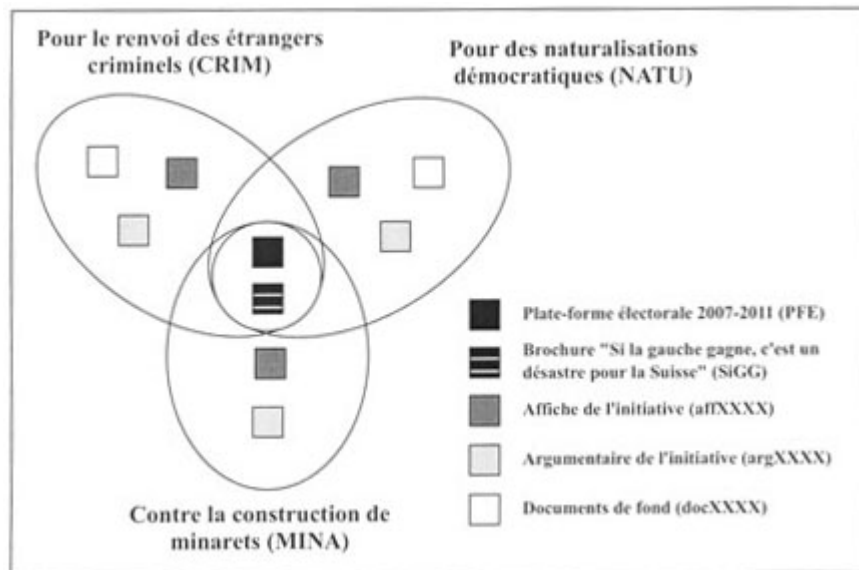 Pour le renvoi des étrangers
criminels (CRIM)
Pour des naturalisations
démocratiques (NATU)
Plate-forme électorale 2007-2011 (PFE)
Brochure "Si la gauche gagne, c'est un
désastre pour la Suisse" (SiGG)
Affiche de l'initiative (affXXXX)
Argumentaire de l'initiative (argXXXX)
Documents de fond (docXXXX)
Contre la construction de
minarets (MINA)